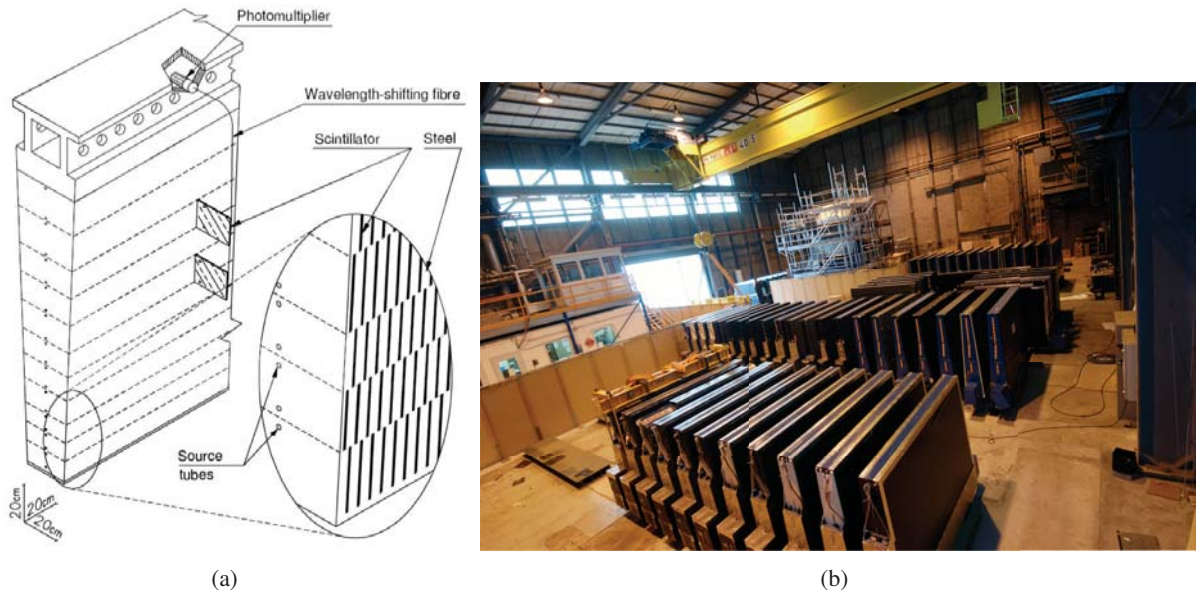 Photomultiplier
Wavelength-shifting fibre
Scintillator Steel
Source
tubes
20cm
20cm
20cm
(a)
(b)